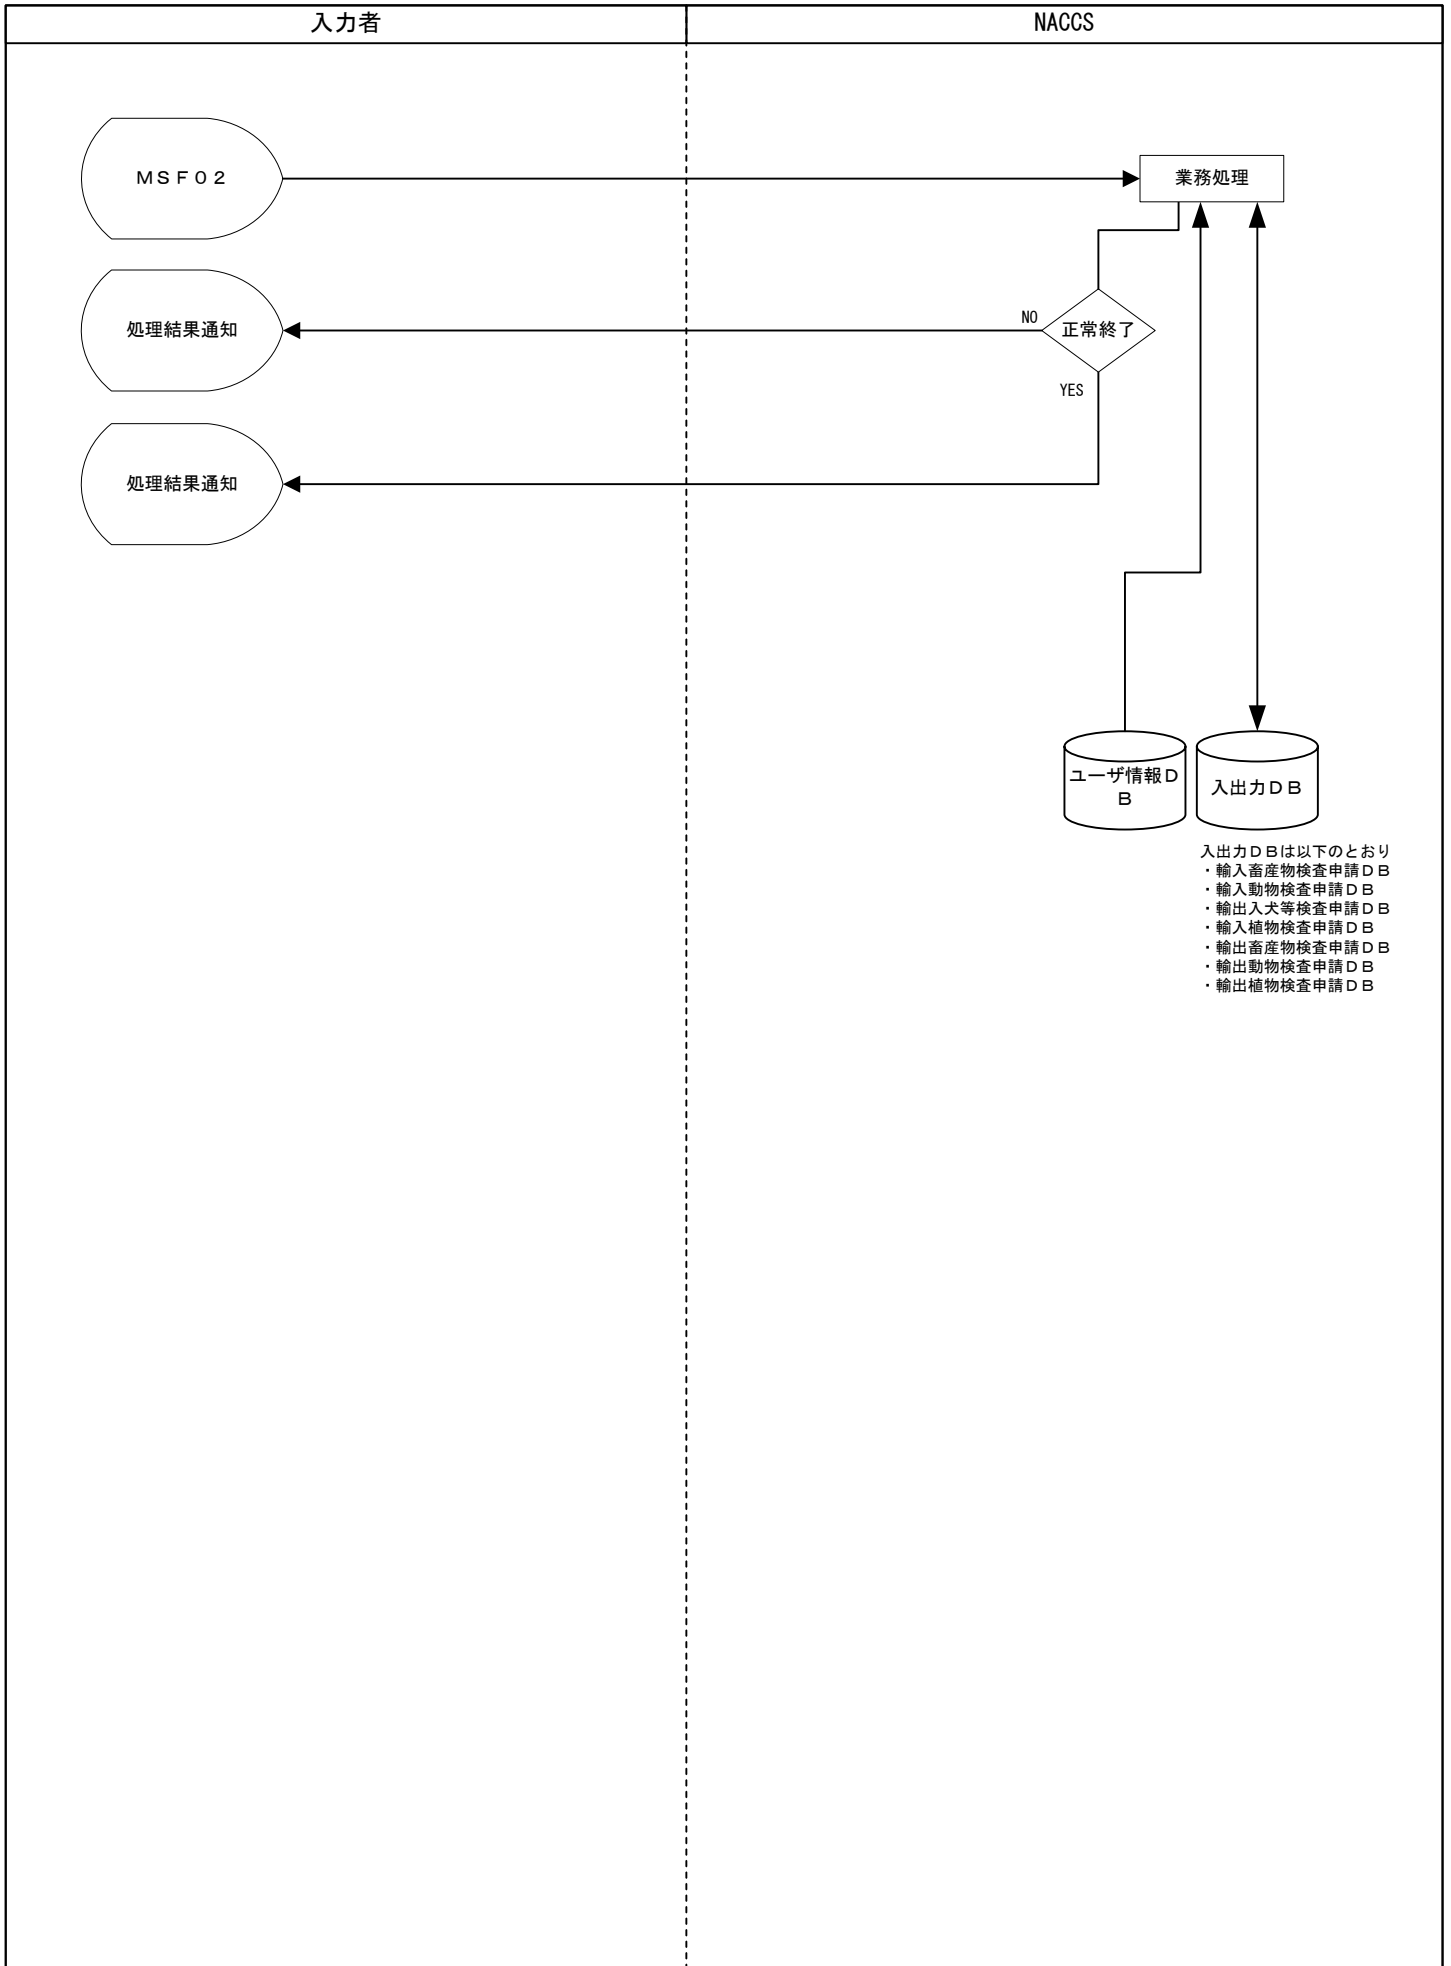 入力者
NACCS
ＭＳＦ０２
業務処理
処理結果通知
NO
正常終了
YES
処理結果通知
ユーザ情報Ｄ
Ｂ
入出力ＤＢ
入出力ＤＢは以下のとおり
・輸入畜産物検査申請ＤＢ
・輸入動物検査申請ＤＢ
・輸出入犬等検査申請ＤＢ
・輸入植物検査申請ＤＢ
・輸出畜産物検査申請ＤＢ
・輸出動物検査申請ＤＢ
・輸出植物検査申請ＤＢ